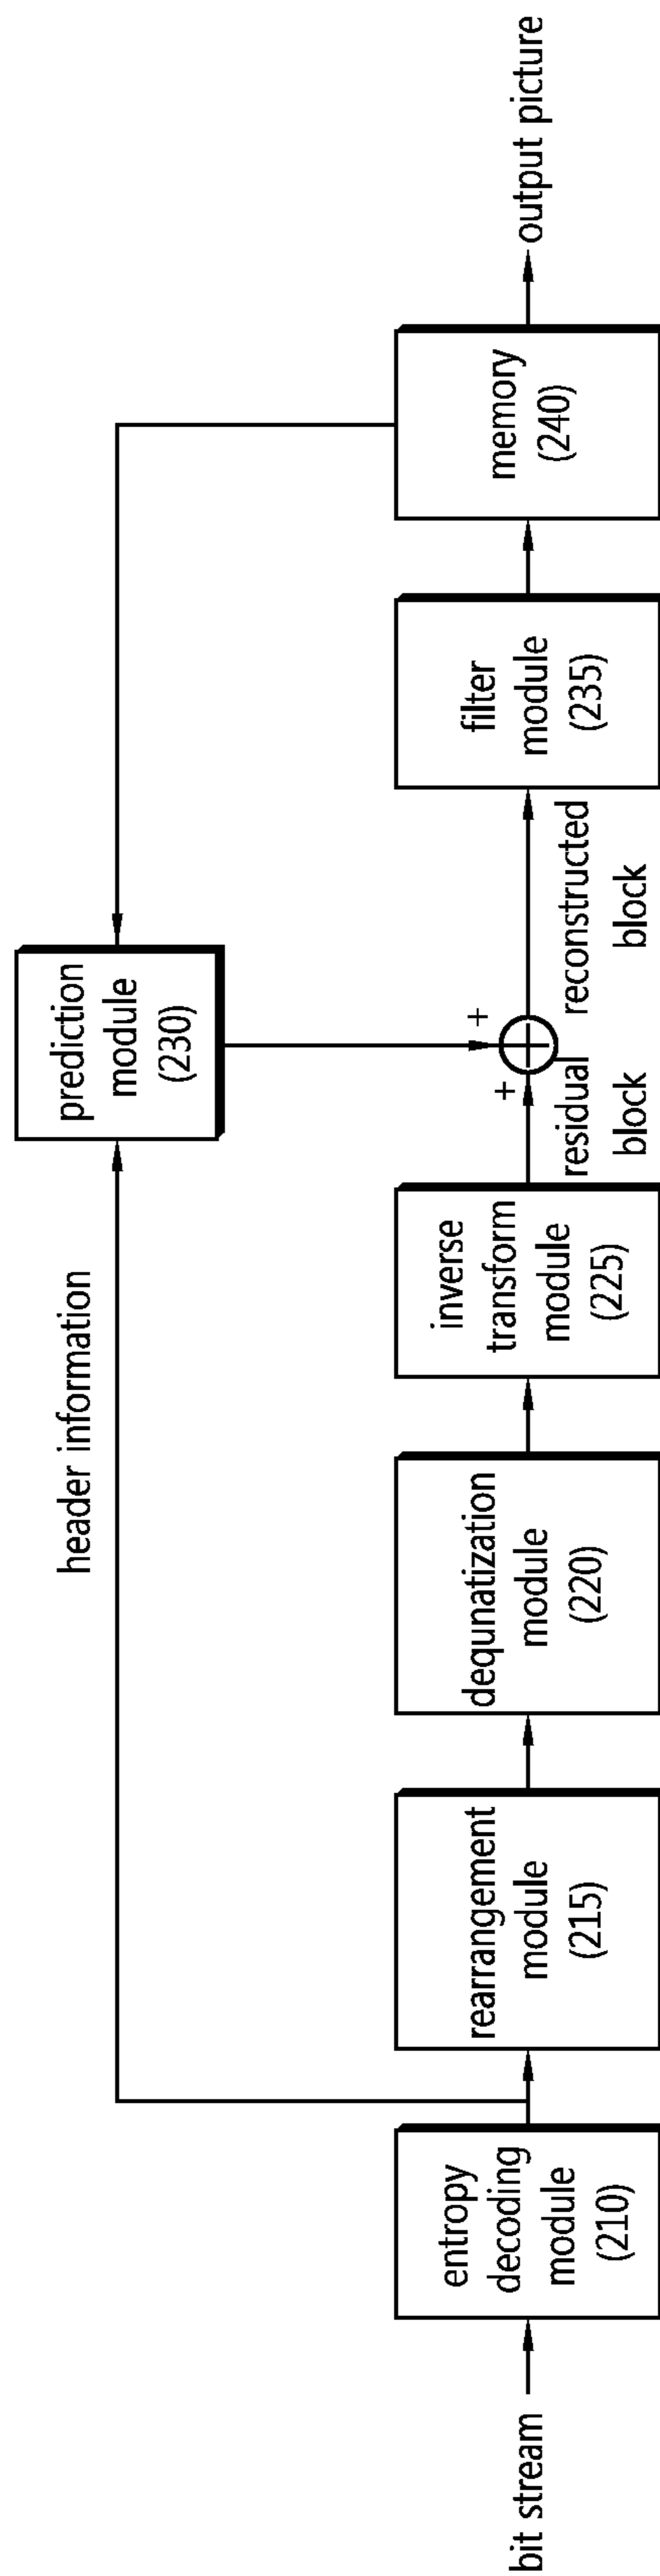 header information
prediction
module
(230)
bit stream
entropy
decoding
module
(210)
rearrangement
module
(215)
dequnatization
module
(220)
inverse
transform
module
(225)
+
+
residual
block
reconstructed
block
filter
module
(235)
memory
(240)
output picture